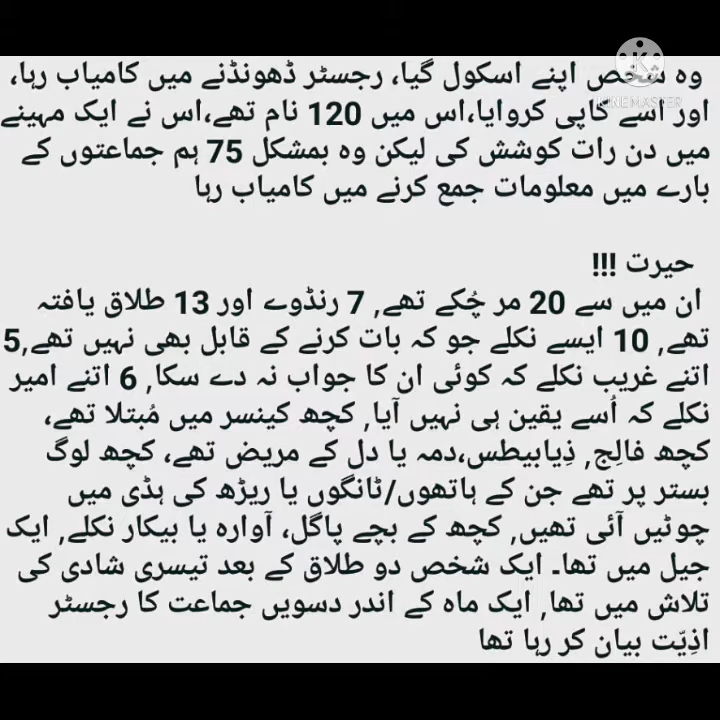 وہ شخص اپنے اسکول گیا، رجسٹر ڈھونڈنے میں کامیاب رہا،
اور اسے کاپی کروایا،اس میں 120 نام تھے،اس نے ایک مہینے
میں دن رات کوشش کی لیکن وہ بمشکل 75 ہم جماعتوں کے
بارے میں معلومات جمع کرنے میں کامیاب رہا
حیرت !!!
ان میں سے 20 مر چُکے تھے, 7 رنڈوے اور 13 طلاق یافتہ
تھے, 10 ایسے نکلے جو کہ بات کرنے کے قابل بھی نہیں تھے,5
اتنے غریب نکلے کہ کوئی ان کا جواب نہ دے سکا, 6 اتنے امیر
نکلے کہ اُسے یقین ہی نہیں آیا, کچھ کینسر میں مُبتلا تھے،
کچھ فالِج, ذِیابیطس،دمہ یا دل کے مریض تھے، کچھ لوگ
بستر پر تھے جن کے ہاتھوں/ٹانگوں یا ریڑھ کی ہڈی میں
چوٹیں آئی تھیں, کچھ کے بچے پاگل، آوارہ یا بیکار نکلے, ایک
جیل میں تھا۔ ایک شخص دو طلاق کے بعد تیسری شادی کی
تلاش میں تھا, ایک ماہ کے اندر دسویں جماعت کا رجسٹر
اذِیّت بیان کر رہا تھا
KINEMASTER